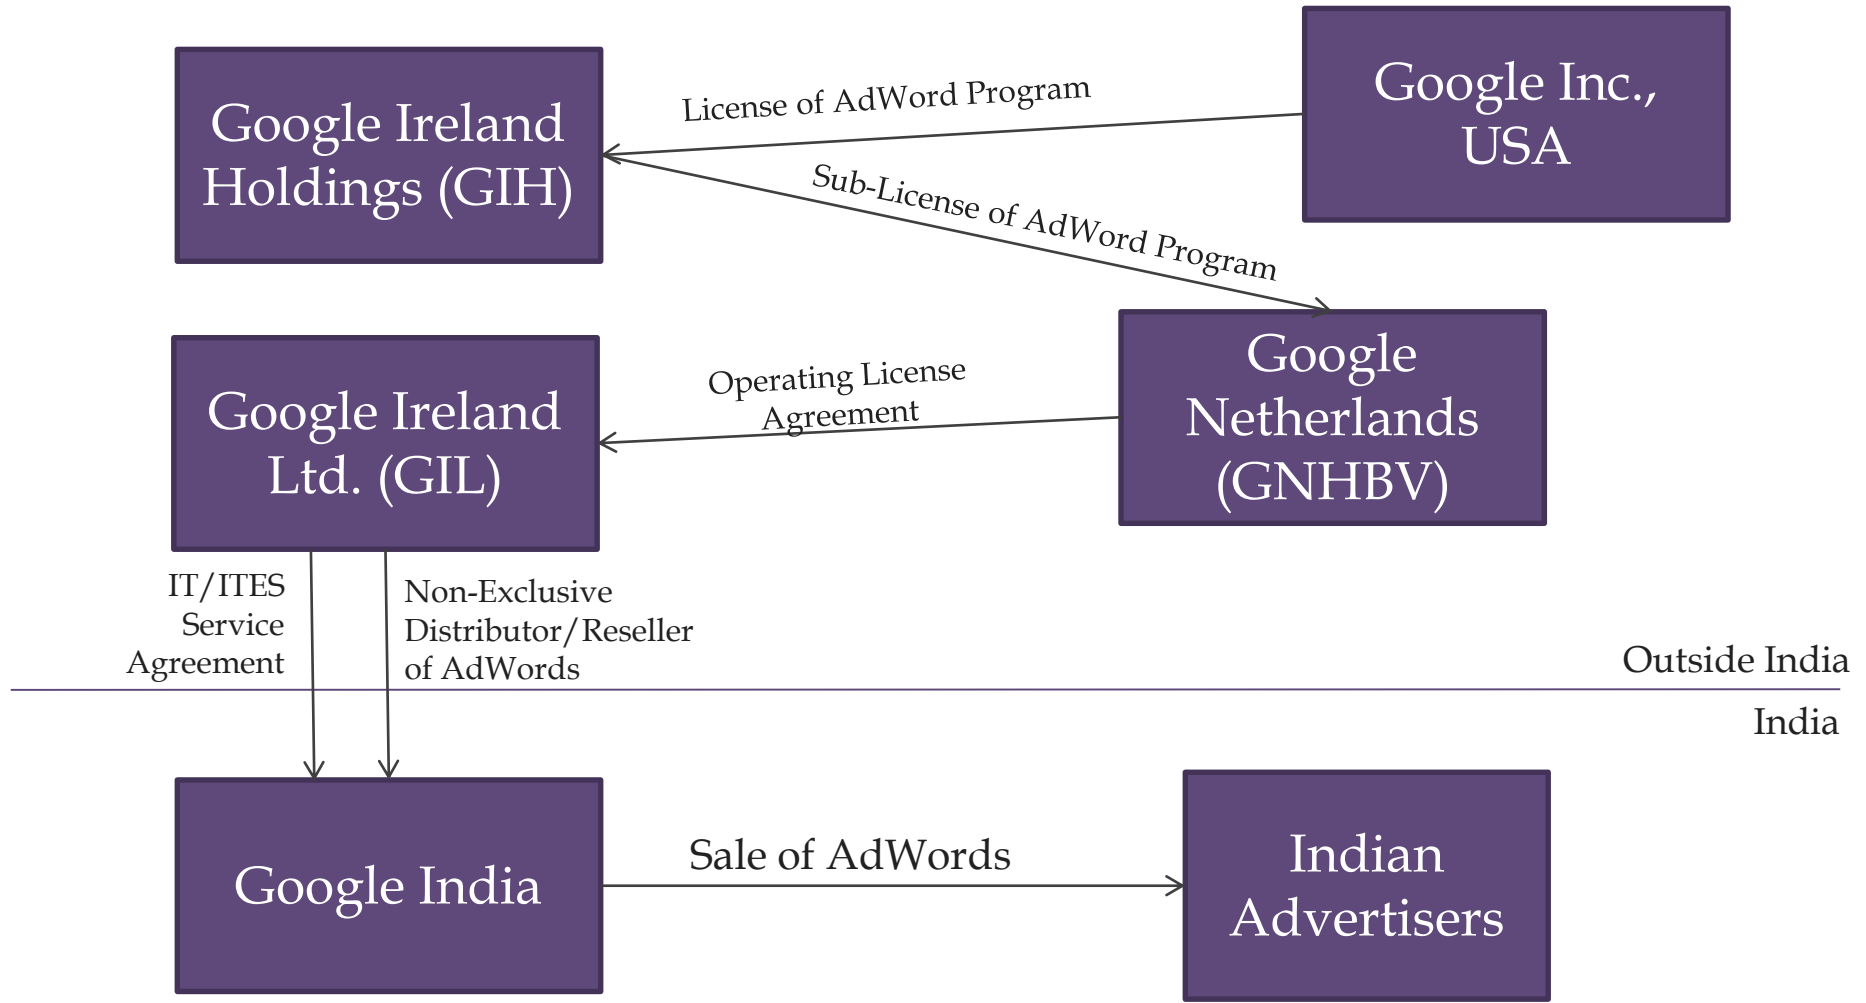 Google Inc.,
USA
Google Ireland
Holdings (GIH)
License of AdWord Program
Sub-License of AdWord Program
Google
Netherlands
(GNHBV)
Operating License
Agreement
Google Ireland
Ltd. (GIL)
IT/ITES
Service
Agreement
Non-Exclusive
Distributor/Reseller
of AdWords
Outside India
India
Google India
Sale of AdWords
Indian
Advertisers